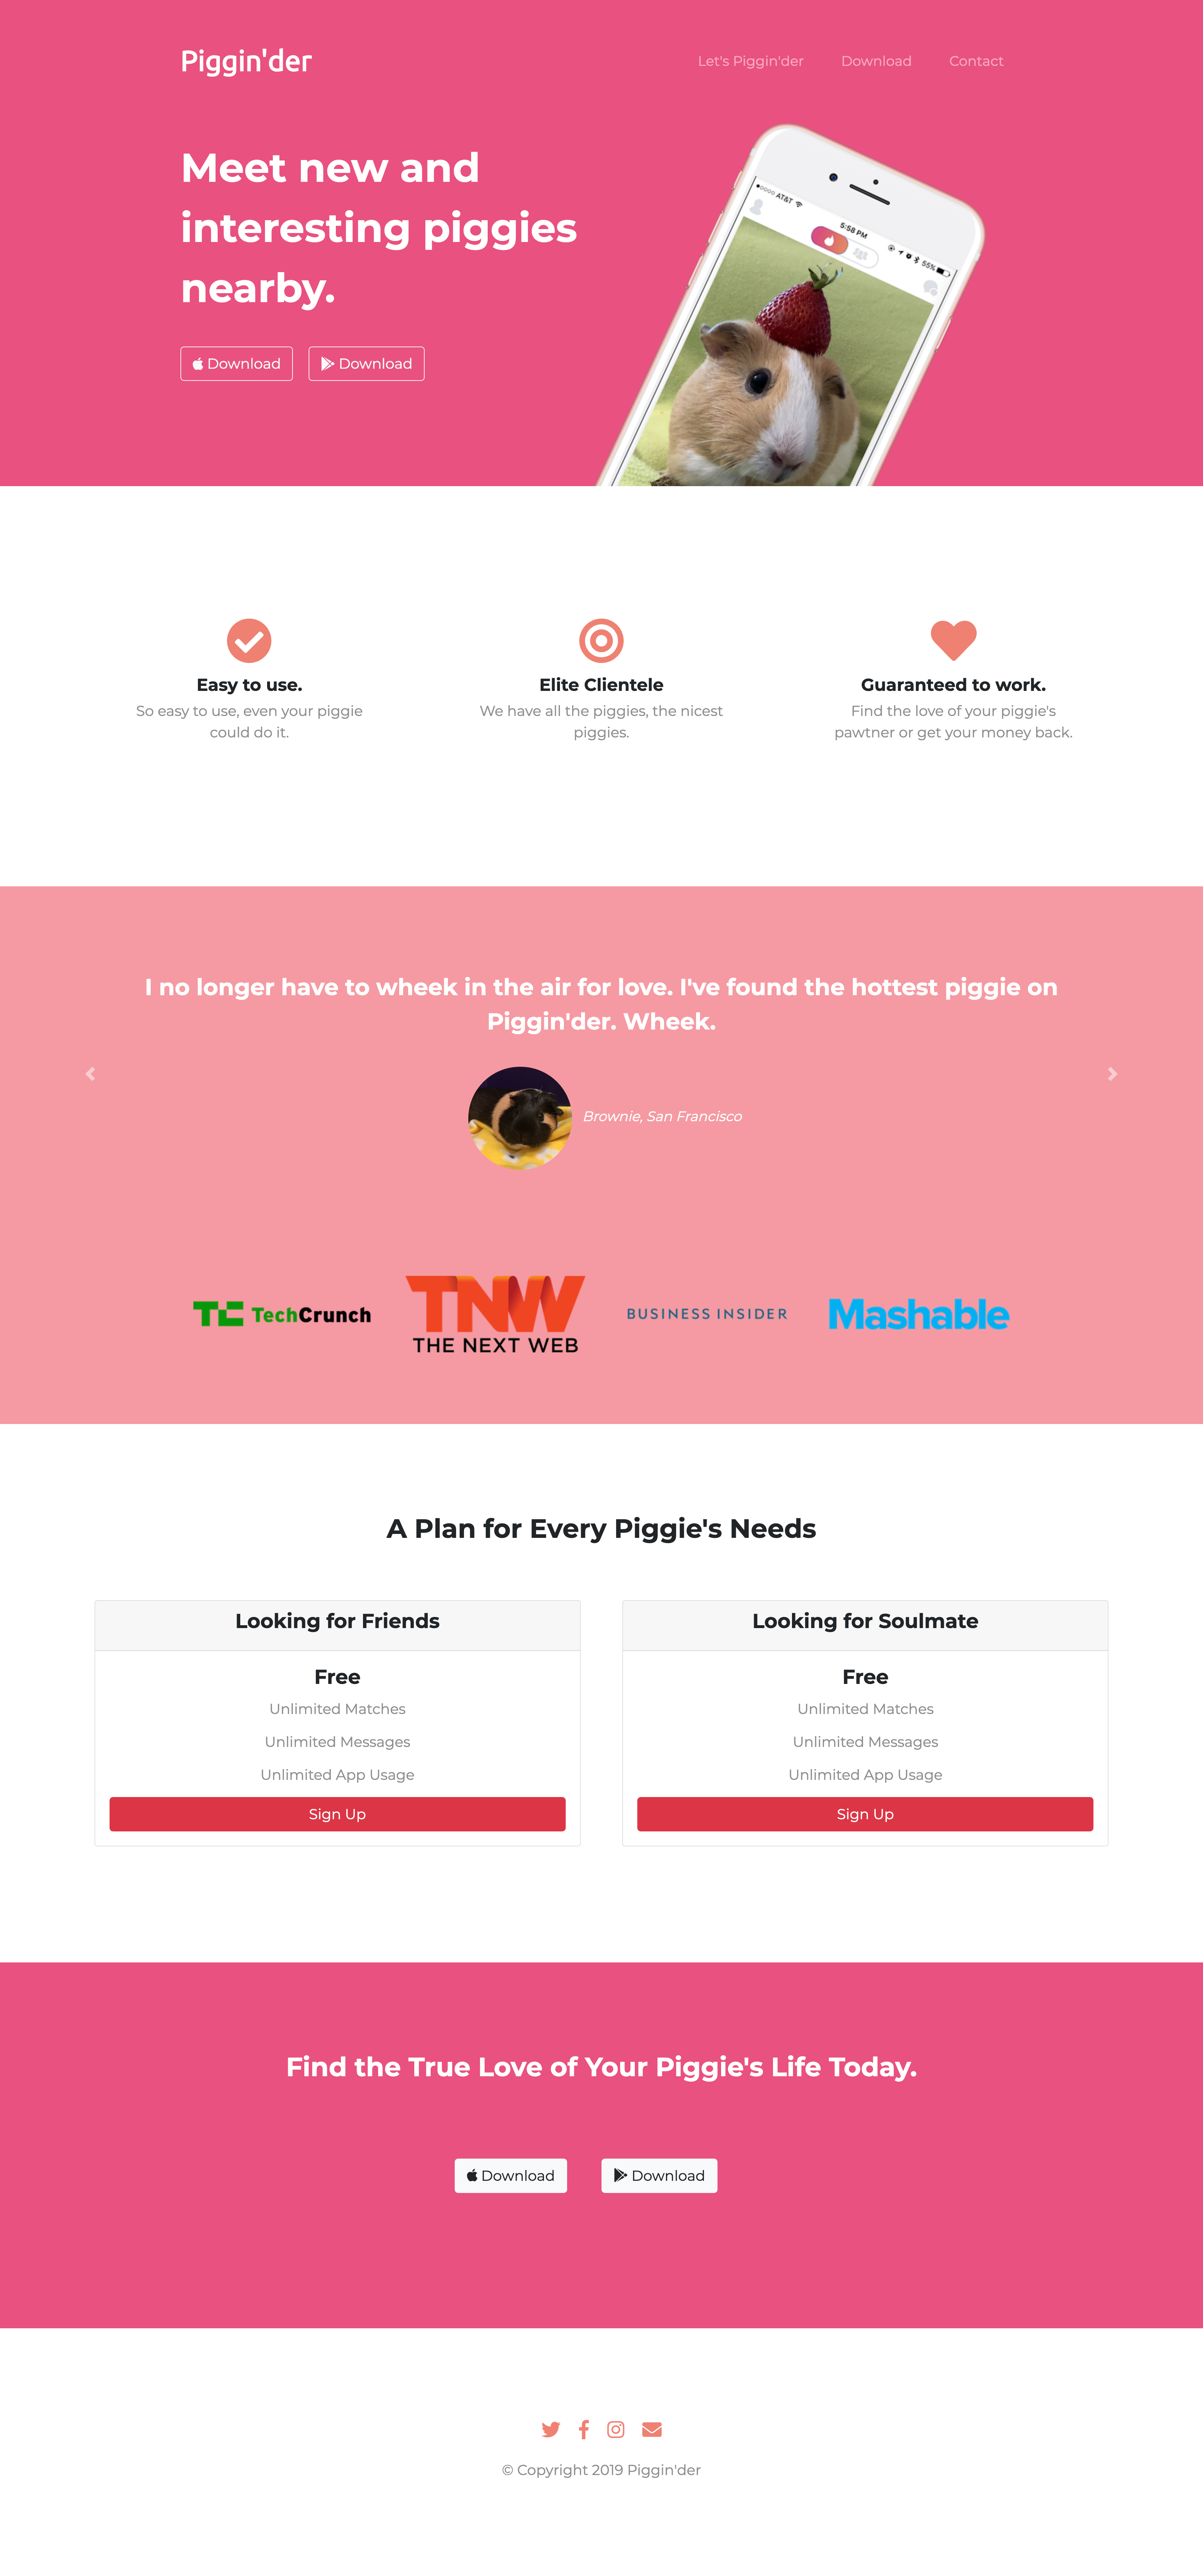 Piggin'der
Let's Piggin'der Download Contact
Meet new and
interesting piggies
nearby.
Download Download
AT&T 5:58 PM 55%
Easy to use.
So easy to use, even your piggie
could do it.
Elite Clientele
We have all the piggies, the nicest
piggies.
Guaranteed to work.
Find the love of your piggie's
pawtner or get your money back.
I no longer have to wheek in the air for love. I've found the hottest piggie on
Piggin'der. Wheek.
Brownie, San Francisco
TC TechCrunch
TNW
THE NEXT WEB
BUSINESS INSIDER
Mashable
A Plan for Every Piggie's Needs
Looking for Friends
Free
Unlimited Matches
Unlimited Messages
Unlimited App Usage
Sign Up
Looking for Soulmate
Free
Unlimited Matches
Unlimited Messages
Unlimited App Usage
Sign Up
Find the True Love of Your Piggie's Life Today.
Download Download
© Copyright 2019 Piggin'der